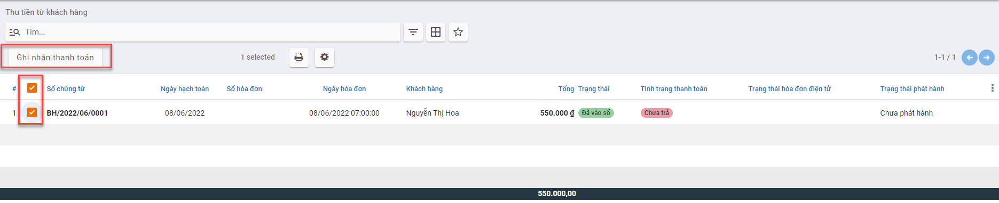 Thu tiền từ khách hàng
Tìm...
Ghi nhận thanh toán 1 selected 1-1 / 1
# Số chứng từ Ngày hạch toán Số hóa đơn Ngày hóa đơn Khách hàng Tổng Trạng thái Tình trạng thanh toán Trạng thái hóa đơn điện tử Trạng thái phát hành
1 BH/2022/06/0001 08/06/2022 08/06/2022 07:00:00 Nguyễn Thị Hoa 550.000 ₫ Đã vào sổ Chưa trả Chưa phát hành
550.000,00